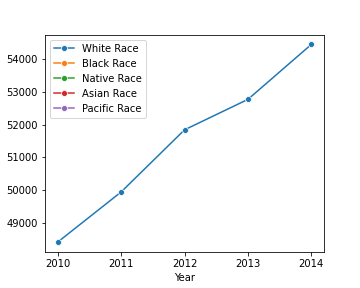 54000
53000
52000
51000
50000
49000
White Race
Black Race
Native Race
Asian Race
Pacific Race
2010 2011 2012 2013 2014
Year